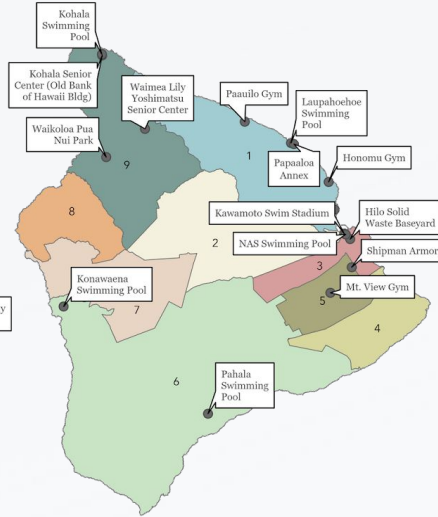 Kohala
Swimming
Pool
Kohala Senior
Center (Old Bank
of Hawaii Bldg)
Waimea Lily
Yoshimatsu
Senior Center
Paauilo Gym
Laupahoehoe
Swimming
Pool
Waikoloa Pua
Nui Park
Papaaloa
Annex
Honomu Gym
9
1
8
Kawamoto Swim Stadium
Hilo Solid
Waste Baseyard
2
NAS Swimming Pool
Shipman Armor
3
Konawaena
Swimming Pool
Mt. View Gym
5
7
4
y
6
Pahala
Swimming
Pool